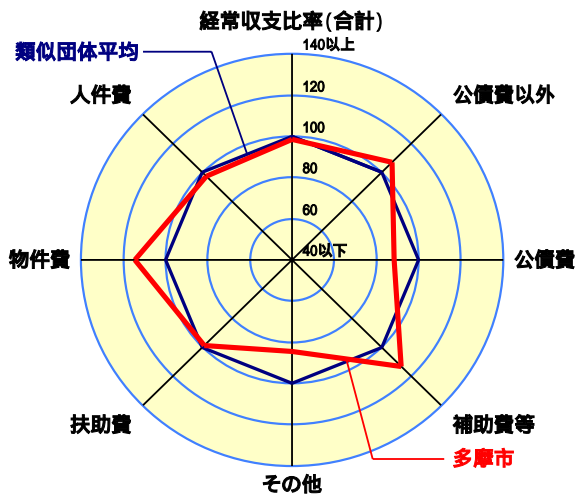 経常収支比率(合計)
類似団体平均
140以上
人件費
120
公債費以外
100
80
60
40以下
物件費
公債費
扶助費
補助費等
多摩市
その他